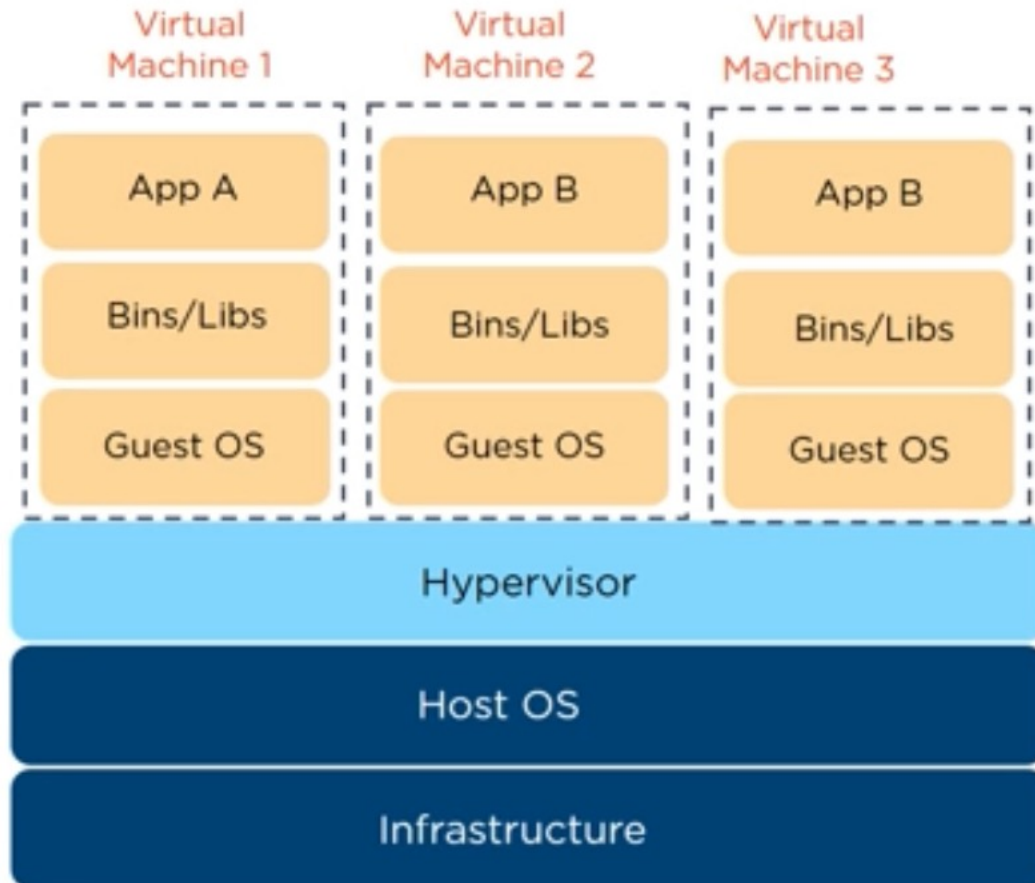 Virtual
Machine 1
Virtual
Machine 2
Virtual
Machine 3
App A
App B
App B
Bins/Libs
Bins/Libs
Bins/Libs
Guest OS
Guest OS
Guest OS
Hypervisor
Host OS
Infrastructure